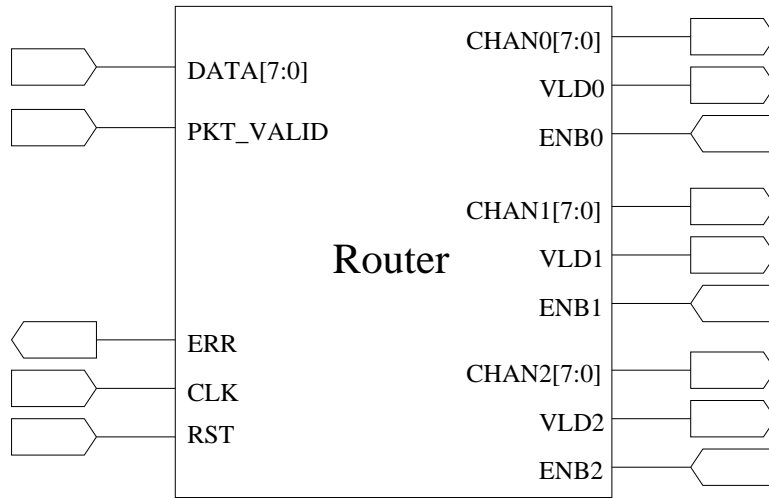 CHAN0[7:0]
DATA[7:0]
VLD0
PKT_VALID
ENB0
CHAN1[7:0]
Router
VLD1
ENB1
ERR
CHAN2[7:0]
CLK
VLD2
RST
ENB2